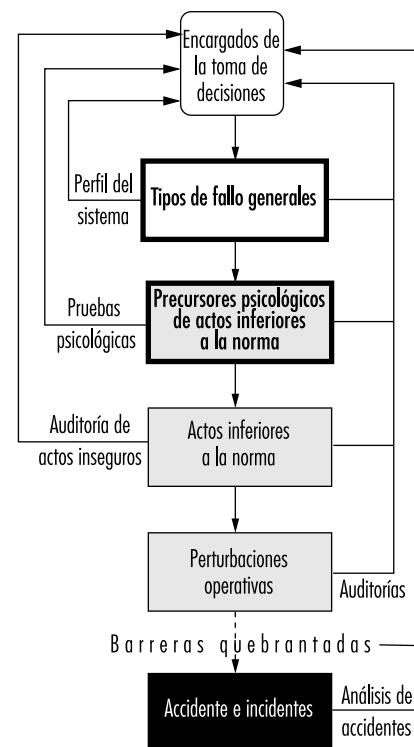 Encargados de
la toma de
decisiones
Perfil del
sistema
Tipos de fallo generales
Pruebas
psicológicas
Precursores psicológicos
de actos inferiores
a la norma
Auditoría de
actos inseguros
Actos inferiores
a la norma
Perturbaciones
operativas
Auditorías
Barreras quebrantadas
Accidente e incidentes
Análisis de
accidentes